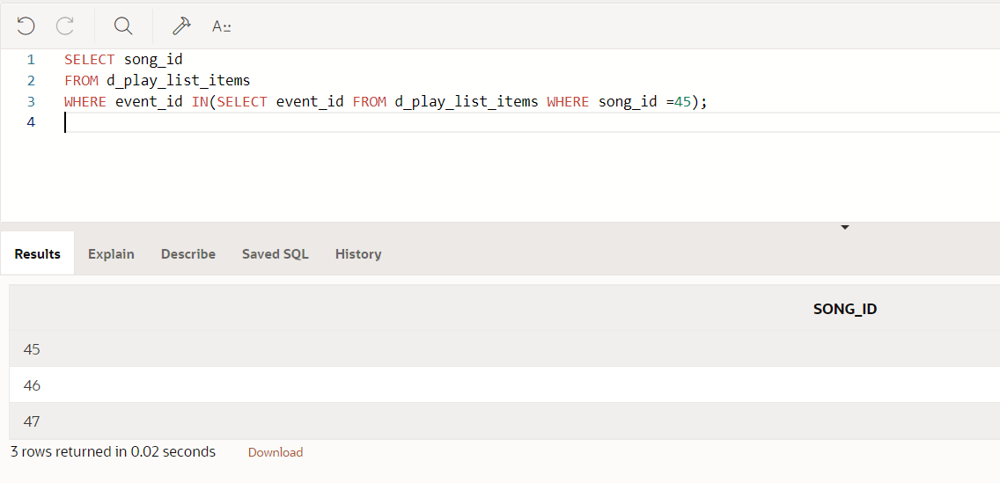 A::
1 SELECT song_id
2 FROM d_play_list_items
3 WHERE event_id IN(SELECT event_id FROM d_play_list_items WHERE song_id =45);
4
Results Explain Describe Saved SQL History
SONG_ID
45
46
47
3 rows returned in 0.02 seconds Download